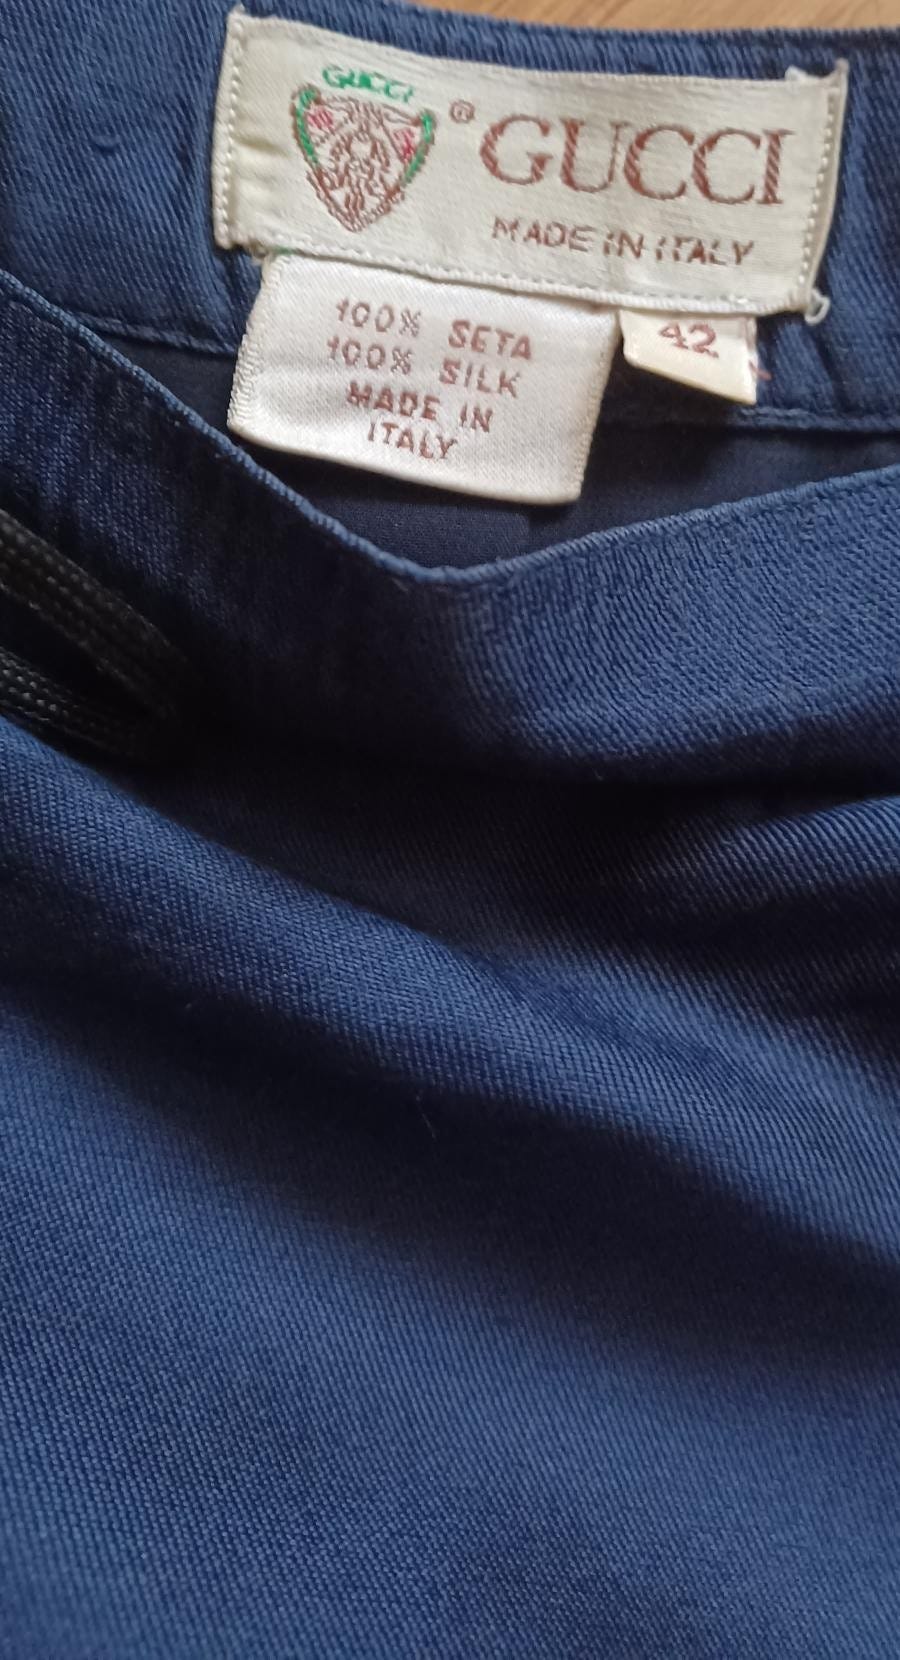 GUCCI
® GUCCI
MADE IN ITALY
100% SETA
100% SILK
MADE IN
ITALY
42